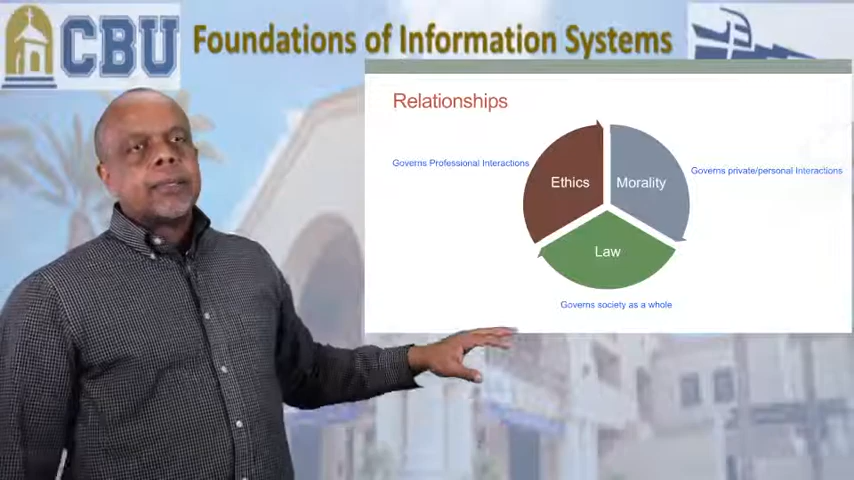 CBU
Foundations of Information Systems
Relationships
Governs Professional Interactions
Ethics
Morality
Governs private/personal Interactions
Law
Governs society as a whole